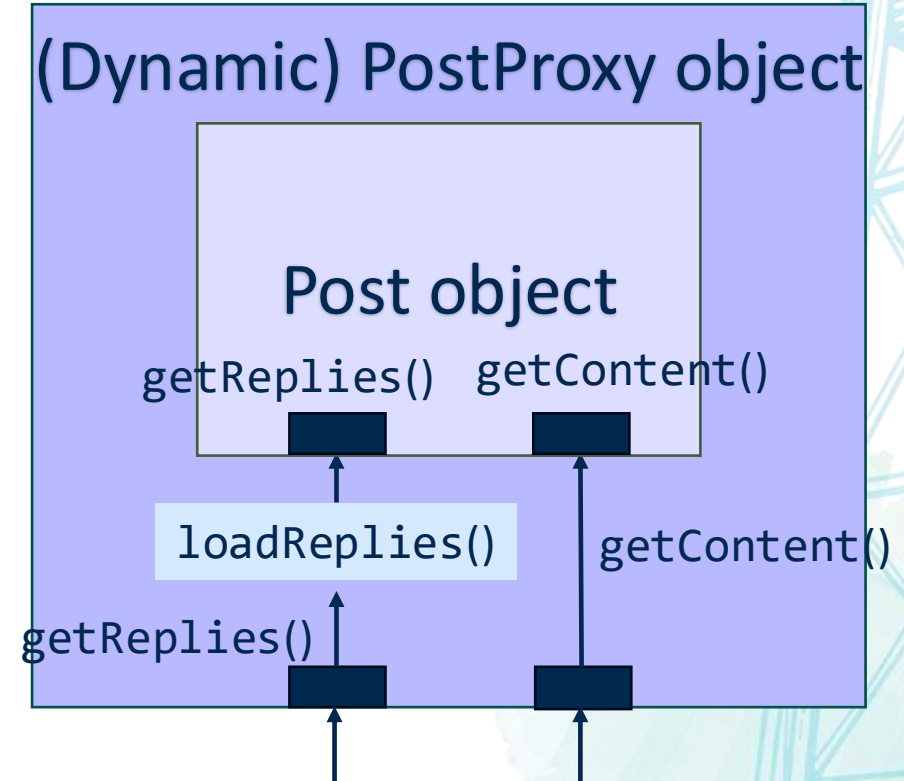 (Dynamic) PostProxy object
Post object
getReplies() getContent()
loadReplies() getContent()
getReplies()